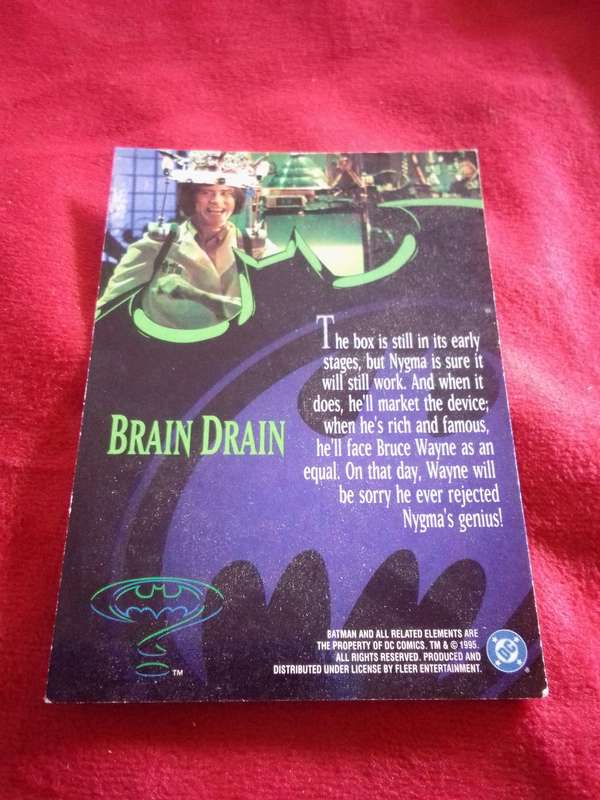 The box is still in its early
stages, but Nygma is sure it
will still work. And when it
does, he'll market the device;
when he's rich and famous,
he'll face Bruce Wayne as an
equal. On that day, Wayne will
be sorry he ever rejected
Nygma's genius!
BRAIN DRAIN
TM
BATMAN AND ALL RELATED ELEMENTS ARE
THE PROPERTY OF DC COMICS. TM & © 1995.
ALL RIGHTS RESERVED. PRODUCED AND
DISTRIBUTED UNDER LICENSE BY FLEER ENTERTAINMENT.
DC